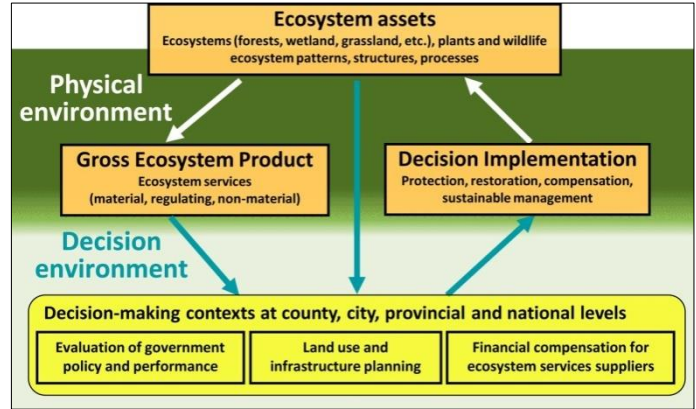 Ecosystem assets
Ecosystems (forests, wetland, grassland, etc.), plants and wildlife
ecosystem patterns, structures, processes
Physical
environment
Gross Ecosystem Product
Ecosystem services
(material, regulating, non-material)
Decision Implementation
Protection, restoration, compensation,
sustainable management
Decision
environment
Decision-making contexts at county, city, provincial and national levels
Evaluation of government
policy and performance
Land use and
infrastructure planning
Financial compensation for
ecosystem services suppliers